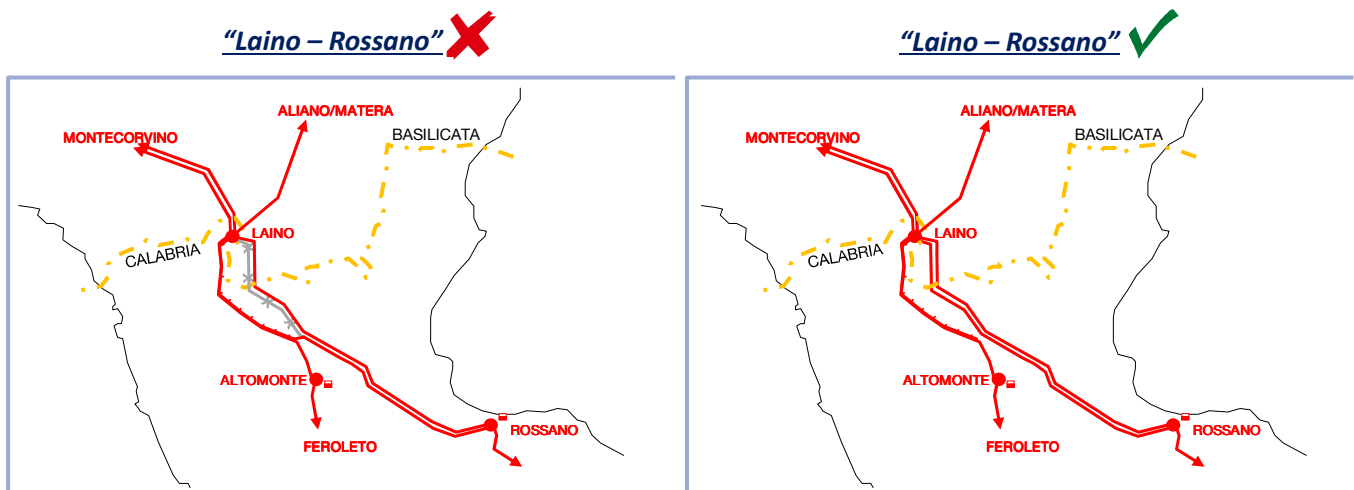 “Laino – Rossano”
“Laino – Rossano”
ALIANO/MATERA
MONTECORVINO
BASILICATA
LAINO
CALABRIA
ALTOMONTE
ROSSANO
FEROLETO
ALIANO/MATERA
MONTECORVINO
BASILICATA
LAINO
CALABRIA
ALTOMONTE
ROSSANO
FEROLETO